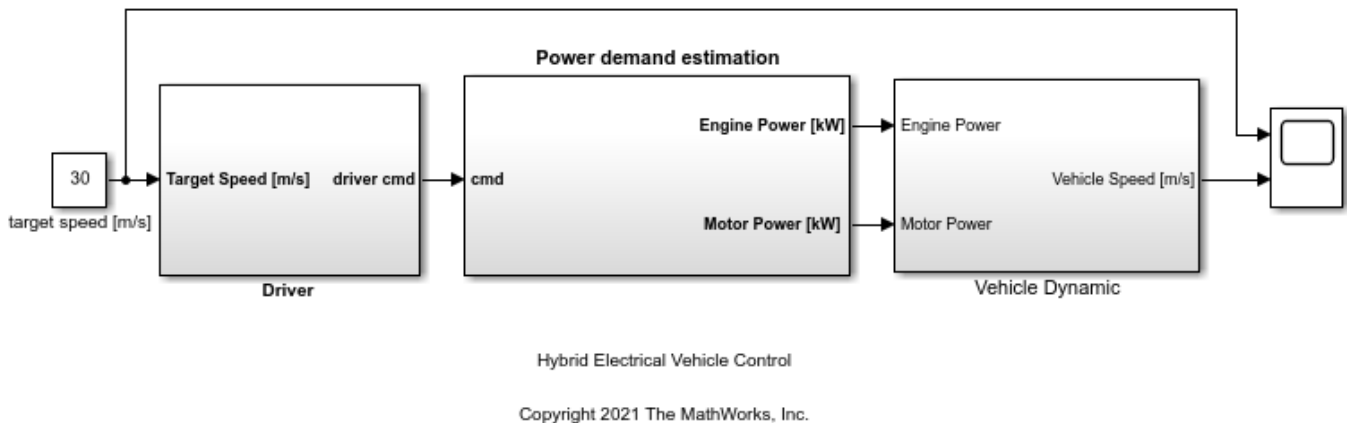 Power demand estimation
Engine Power [kW]
Engine Power
30
Target Speed [m/s]
driver cmd
cmd
Vehicle Speed [m/s]
target speed [m/s]
Motor Power [kW]
Motor Power
Driver
Vehicle Dynamic
Hybrid Electrical Vehicle Control
Copyright 2021 The MathWorks, Inc.